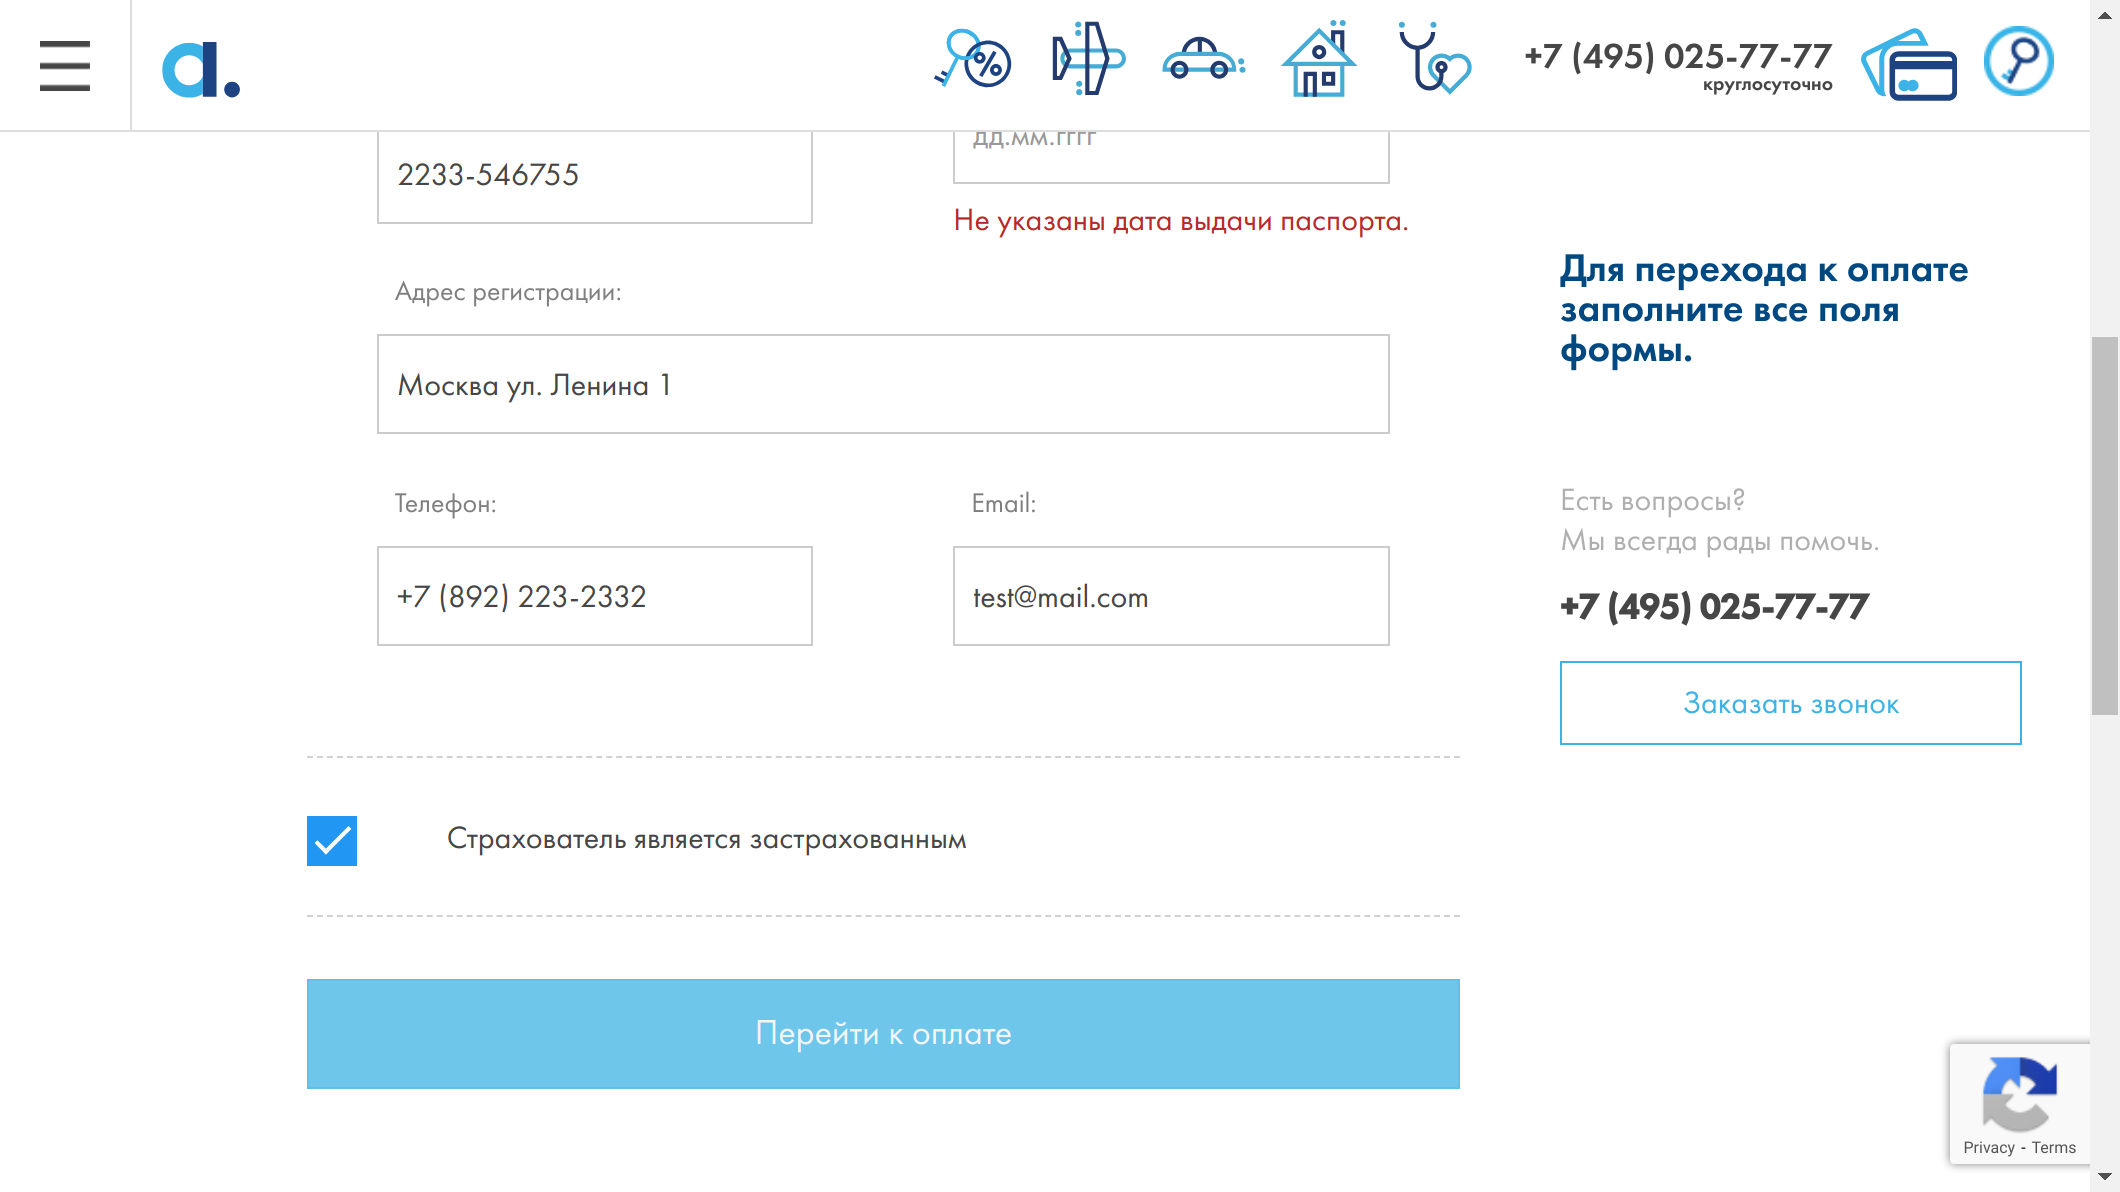 a.
+7 (495) 025-77-77
круглосуточно
дд.мм.гггг
2233-546755
Не указаны дата выдачи паспорта.
Адрес регистрации:
Москва ул. Ленина 1
Телефон:
Email:
+7 (892) 223-2332
test@mail.com
Страхователь является застрахованным
Перейти к оплате
Для перехода к оплате
заполните все поля
формы.
Есть вопросы?
Мы всегда рады помочь.
+7 (495) 025-77-77
Заказать звонок
Privacy - Terms